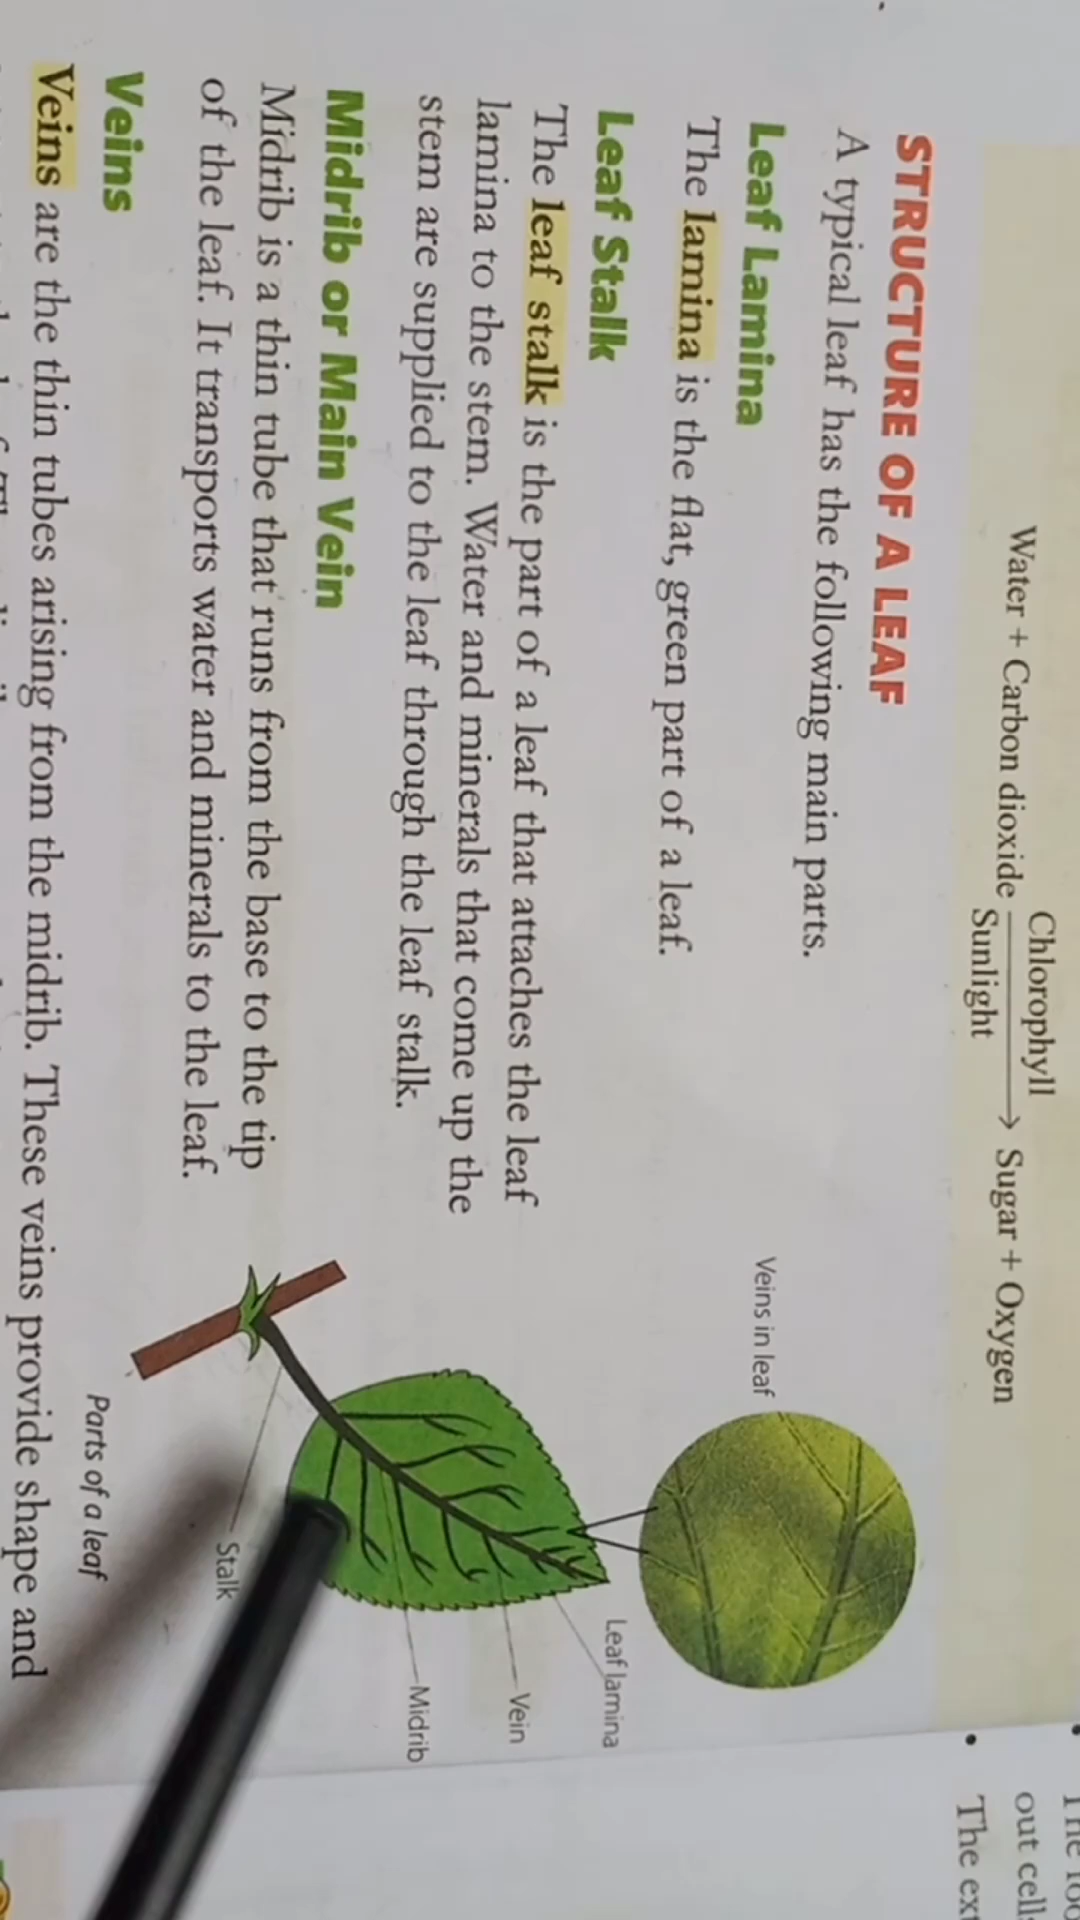 Chlorophyll
Water + Carbon dioxide ⟶ Sugar + Oxygen
Sunlight
STRUCTURE OF A LEAF
A typical leaf has the following main parts.
Leaf Lamina
The lamina is the flat, green part of a leaf.
Leaf Stalk
The leaf stalk is the part of a leaf that attaches the leaf
lamina to the stem. Water and minerals that come up the
stem are supplied to the leaf through the leaf stalk.
Midrib or Main Vein
Midrib is a thin tube that runs from the base to the tip
of the leaf. It transports water and minerals to the leaf.
Veins
Veins are the thin tubes arising from the midrib. These veins provide shape and
Veins in leaf
Leaf lamina
Vein
Midrib
Stalk
Parts of a leaf
out cell
• The ext